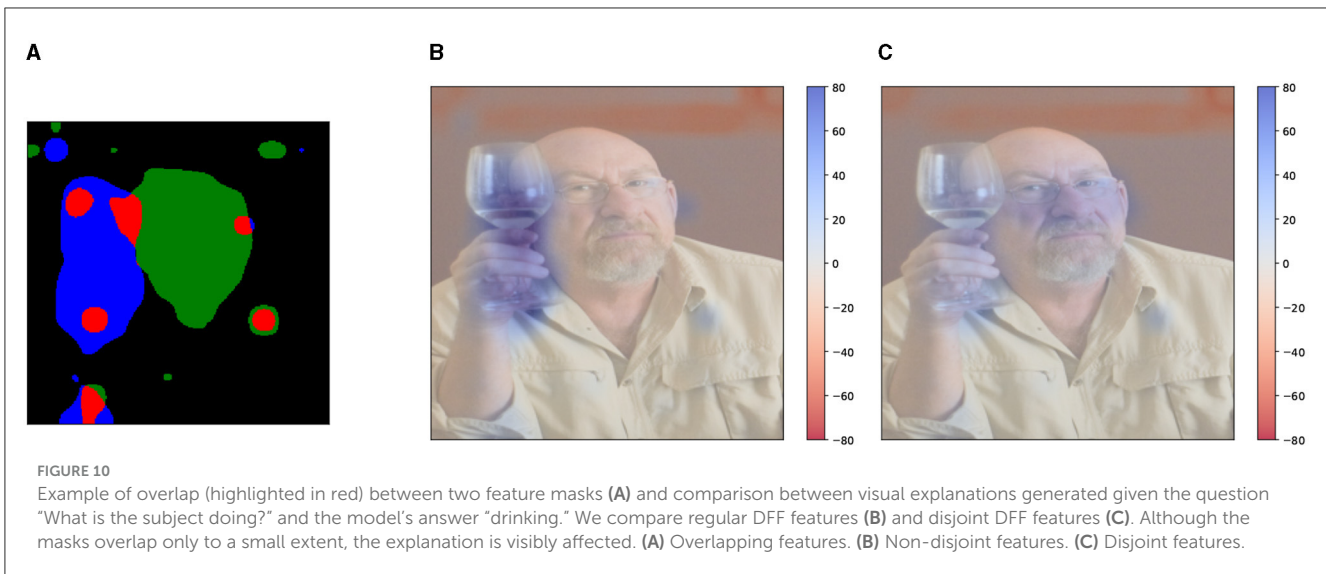 A
B
C
80
60
40
20
0
−20
−40
−60
−80
80
60
40
20
0
−20
−40
−60
−80
FIGURE 10
Example of overlap (highlighted in red) between two feature masks (A) and comparison between visual explanations generated given the question
“What is the subject doing?” and the model’s answer “drinking.” We compare regular DFF features (B) and disjoint DFF features (C). Although the
masks overlap only to a small extent, the explanation is visibly affected. (A) Overlapping features. (B) Non-disjoint features. (C) Disjoint features.